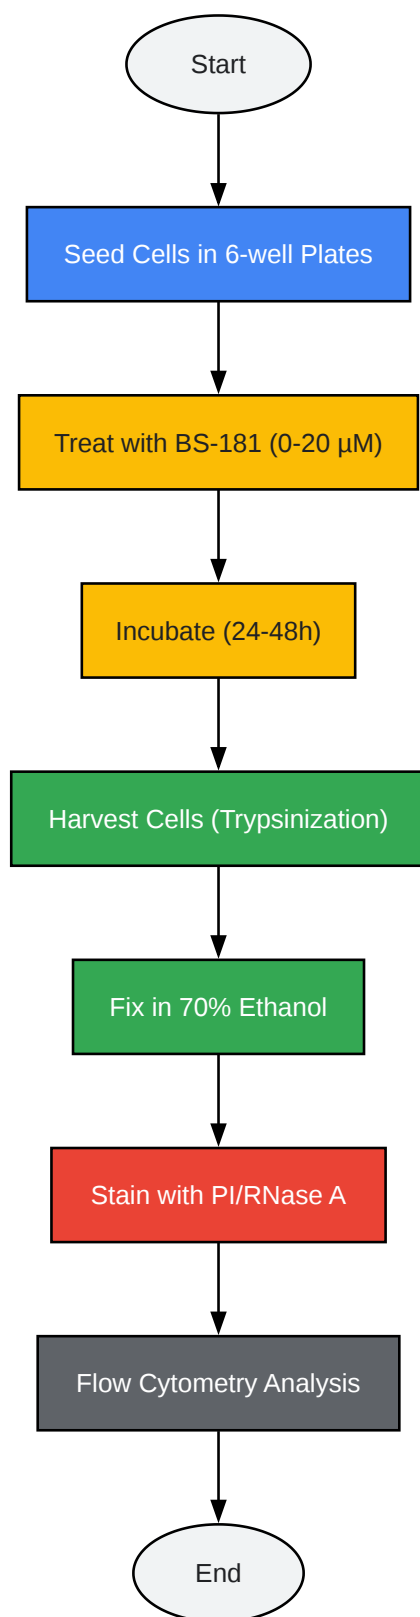 Start
Seed Cells in 6-well Plates
Treat with BS-181 (0-20 µM)
Incubate (24-48h)
Harvest Cells (Trypsinization)
Fix in 70% Ethanol
Stain with PI/RNase A
Flow Cytometry Analysis
End